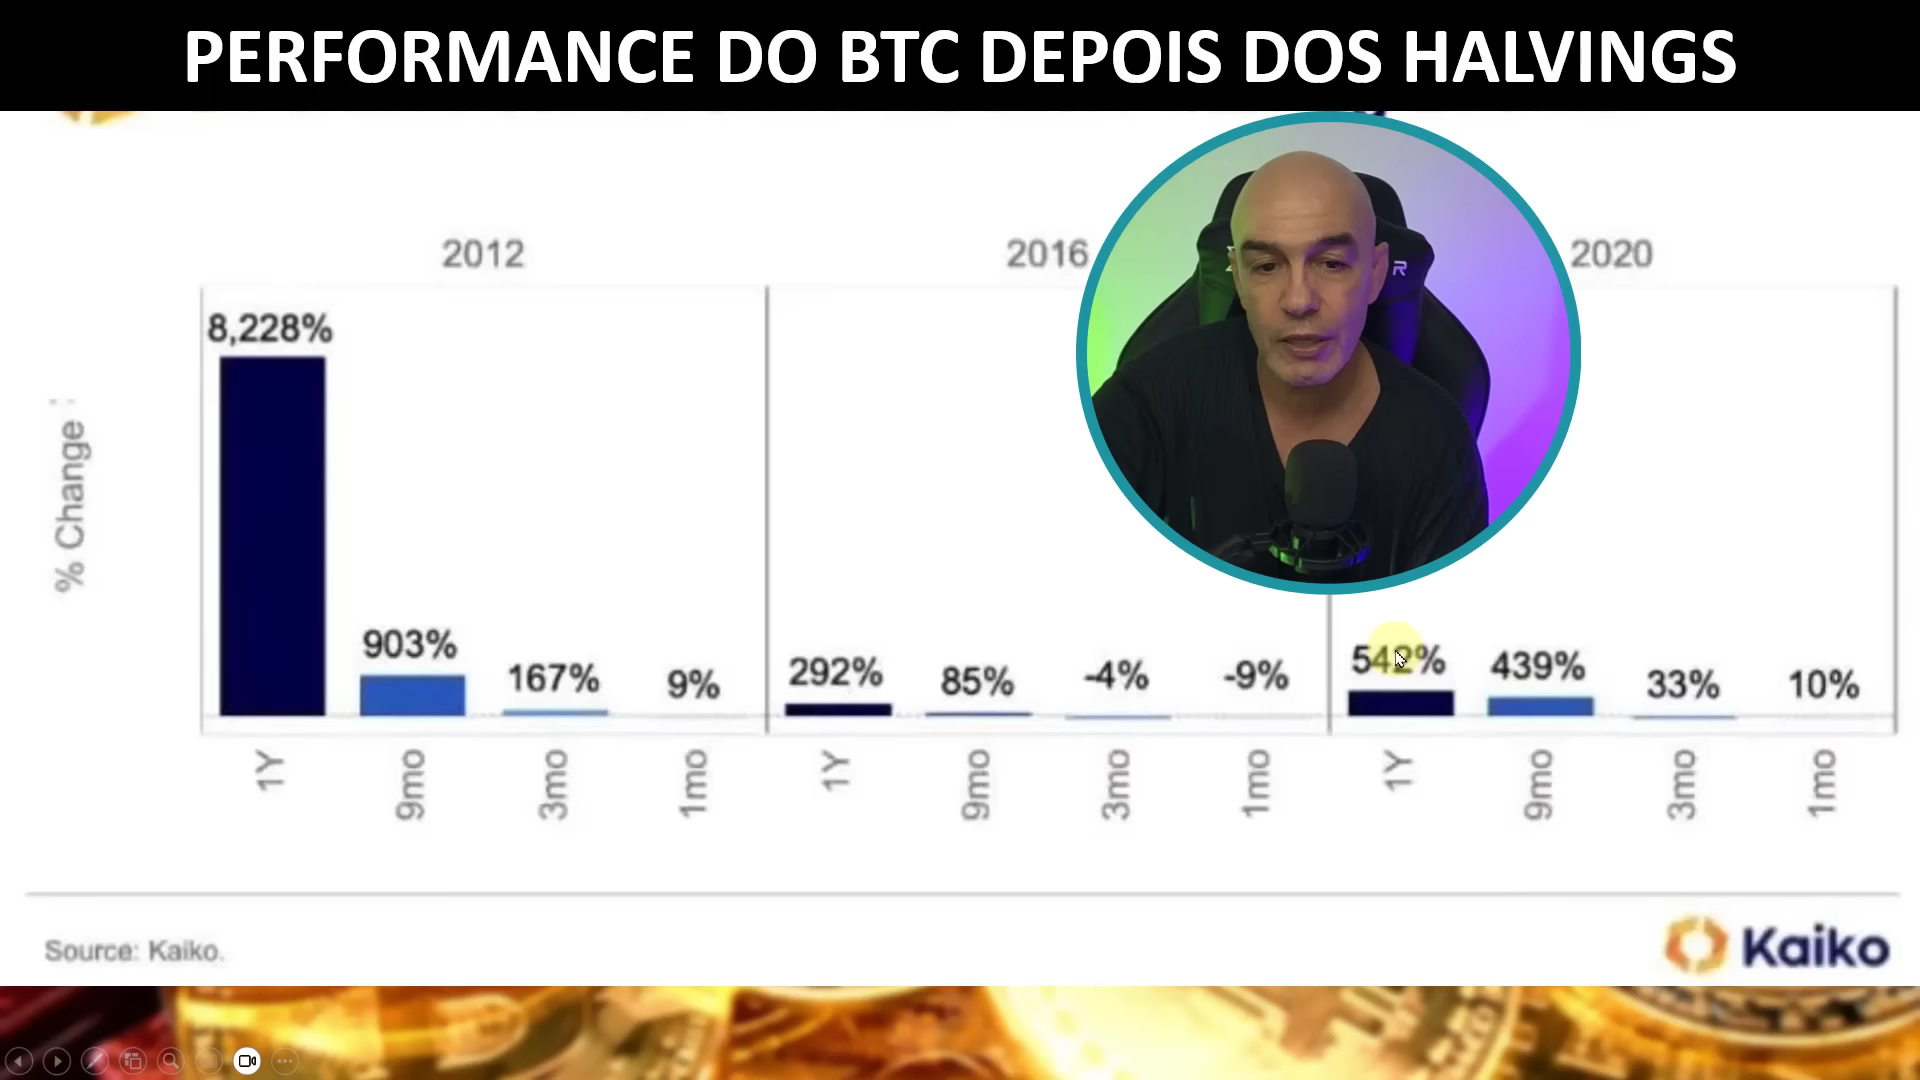 PERFORMANCE DO BTC DEPOIS DOS HALVINGS
2012
2016
2020
% Change
8,228%
903%
167%
9%
292%
85%
-4%
-9%
542%
439%
33%
10%
1Y
9mo
3mo
1mo
1Y
9mo
3mo
1mo
1Y
9mo
3mo
1mo
Source: Kaiko.
Kaiko